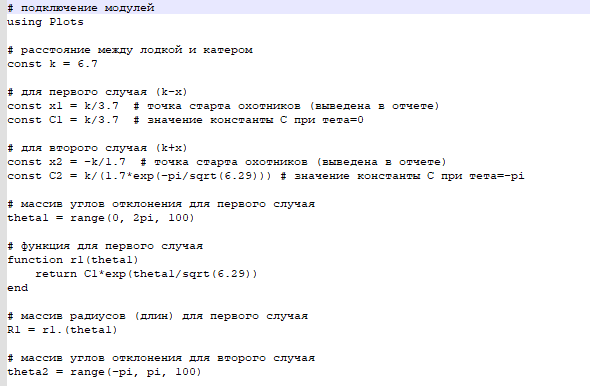 # подключение модулей
using Plots
# расстояние между лодкой и катером
const k = 6.7
# для первого случая (k-x)
const x1 = k/3.7  # точка старта охотников (выведена в отчете)
const C1 = k/3.7  # значение константы C при тета=0
# для второго случая (k+x)
const x2 = -k/1.7  # точка старта охотников (выведена в отчете)
const C2 = k/(1.7*exp(-pi/sqrt(6.29))) # значение константы C при тета=-pi
# массив углов отклонения для первого случая
theta1 = range(0, 2pi, 100)
# функция для первого случая
function r1(theta1)
    return C1*exp(theta1/sqrt(6.29))
end
# массив радиусов (длин) для первого случая
R1 = r1.(theta1)
# массив углов отклонения для второго случая
theta2 = range(-pi, pi, 100)